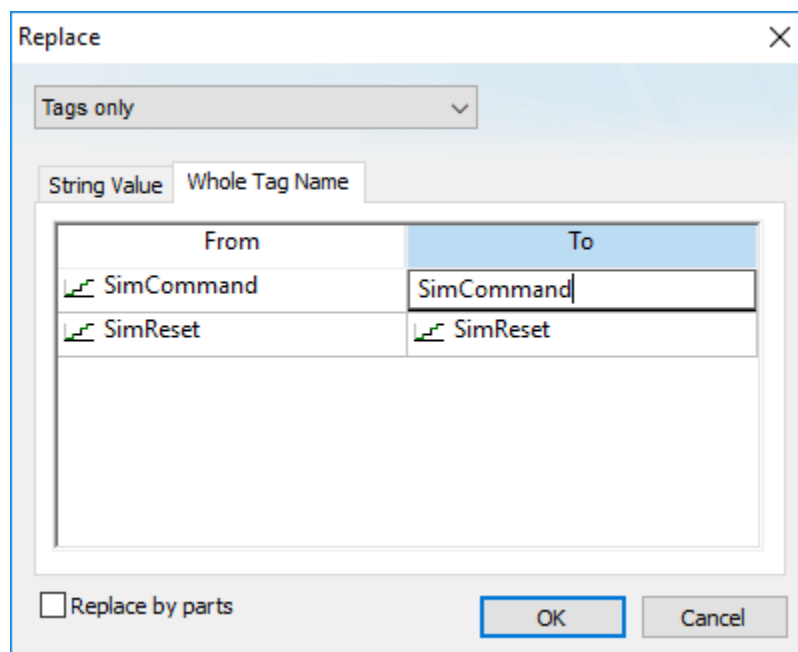 Replace
Tags only
String Value Whole Tag Name
From To
SimCommand SimCommand
SimReset SimReset
Replace by parts
OK Cancel